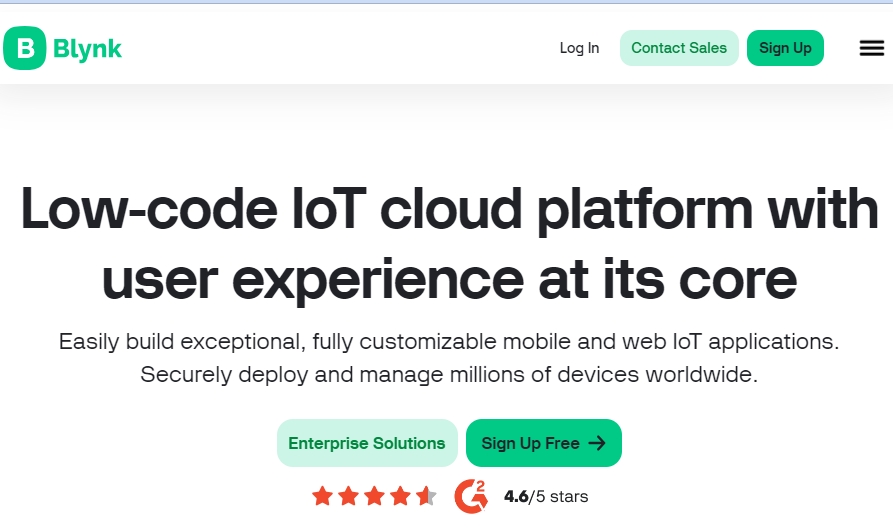 B Blynk
Log In
Contact Sales
Sign Up
Low-code IoT cloud platform with
user experience at its core
Easily build exceptional, fully customizable mobile and web IoT applications.
Securely deploy and manage millions of devices worldwide.
Enterprise Solutions
Sign Up Free →
G2
4.6/5 stars